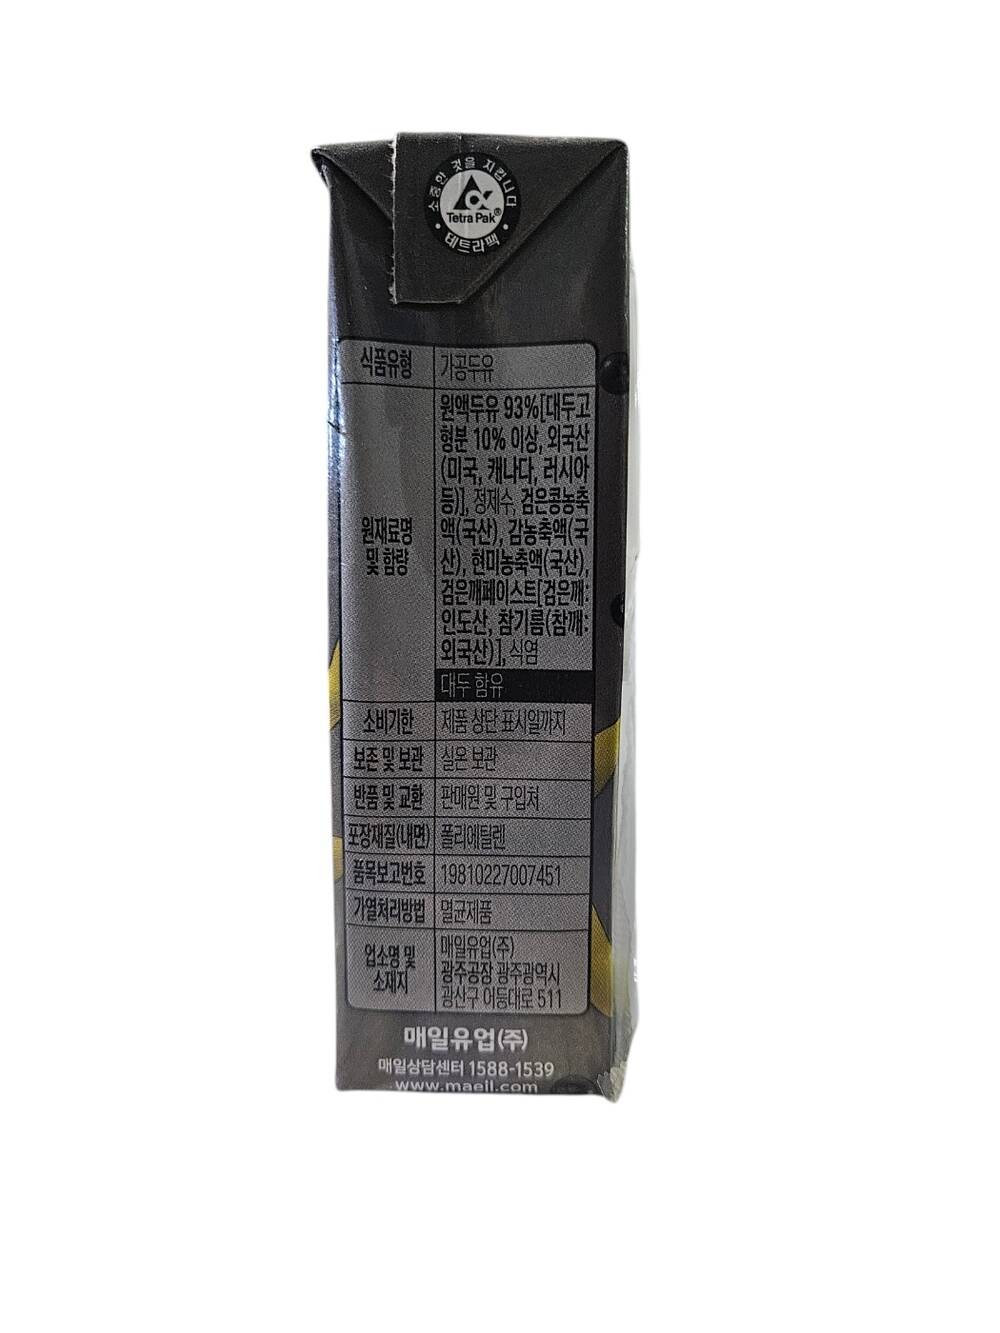 소중한 것을 지킵니다
Tetra Pak®
테트라팩
식품유형 가공두유
원재료명
및 함량
원액두유 93%[대두고
형분 10% 이상, 외국산
(미국, 캐나다, 러시아
등)], 정제수, 검은콩농축
액(국산), 감농축액(국
산), 현미농축액(국산),
검은깨페이스트[검은깨:
인도산, 참기름(참깨:
외국산)], 식염
대두 함유
소비기한 제품 상단 표시일까지
보존 및 보관 실온 보관
반품 및 교환 판매원 및 구입처
포장재질(내면) 폴리에틸렌
품목보고번호 19810227007451
가열처리방법 멸균제품
업소명 및
소재지
매일유업(주)
광주공장 광주광역시
광산구 어등대로 511
매일유업(주)
매일상담센터 1588-1539
www.maeil.com